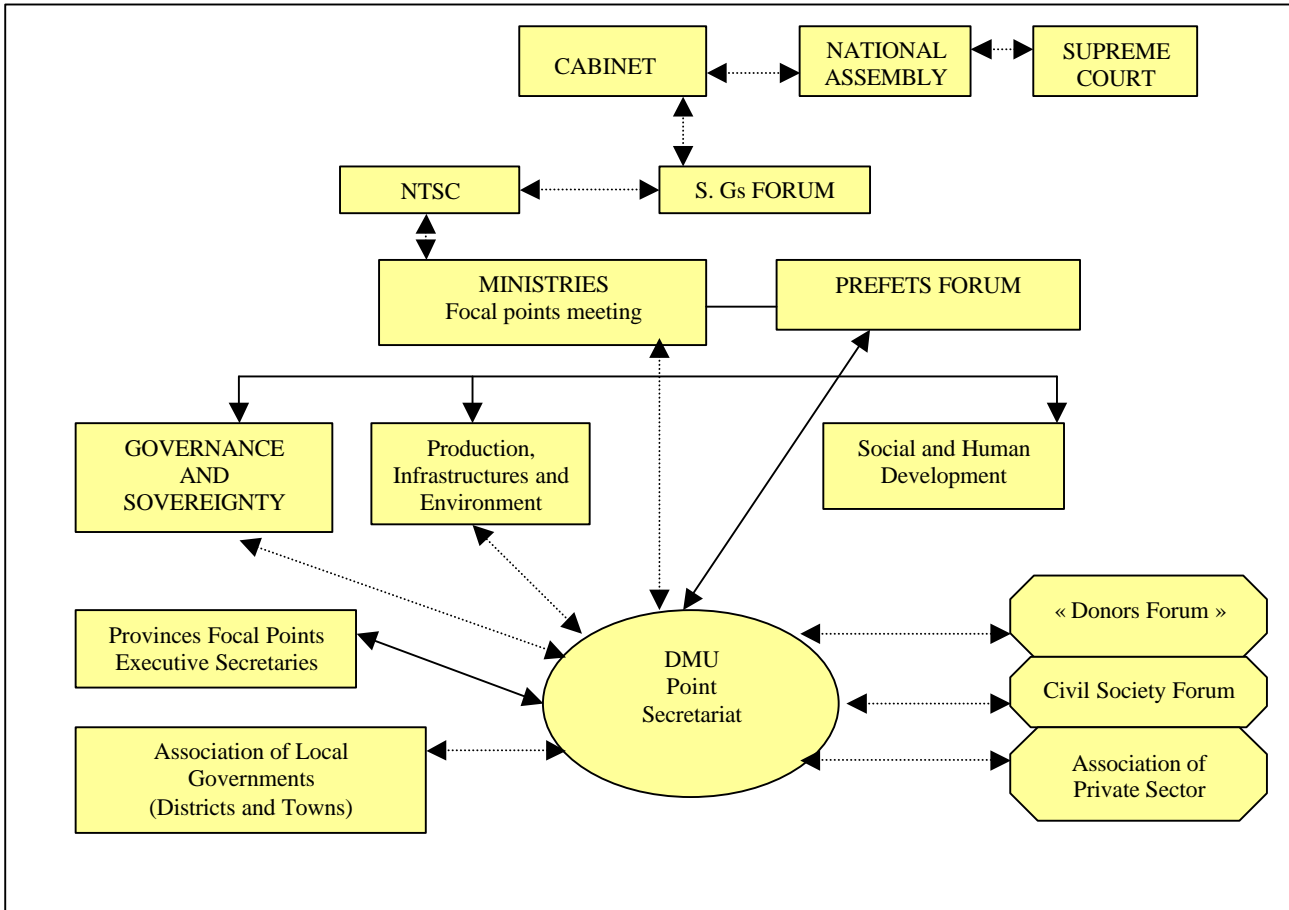 CABINET
NATIONAL
ASSEMBLY
SUPREME
COURT
NTSC
S. Gs FORUM
MINISTRIES
Focal points meeting
PREFETS FORUM
GOVERNANCE
AND
SOVEREIGNTY
Production,
Infrastructures and
Environment
Social and Human
Development
Provinces Focal Points
Executive Secretaries
DMU
Point
Secretariat
« Donors Forum »
Civil Society Forum
Association of Local
Governments
(Districts and Towns)
Association of
Private Sector